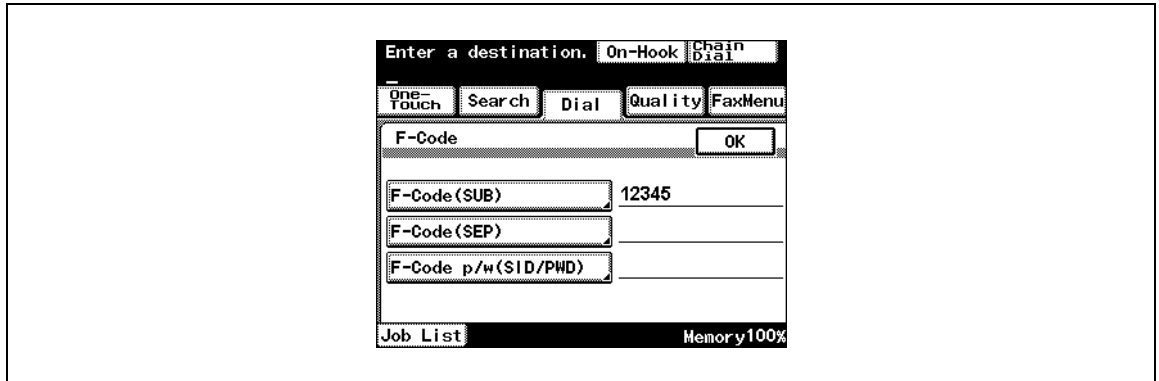 Enter a destination. On-Hook Chain Dial
One-Touch Search Dial Quality FaxMenu
F-Code OK
F-Code(SUB) 12345
F-Code(SEP)
F-Code p/w(SID/PWD)
Job List Memory100%